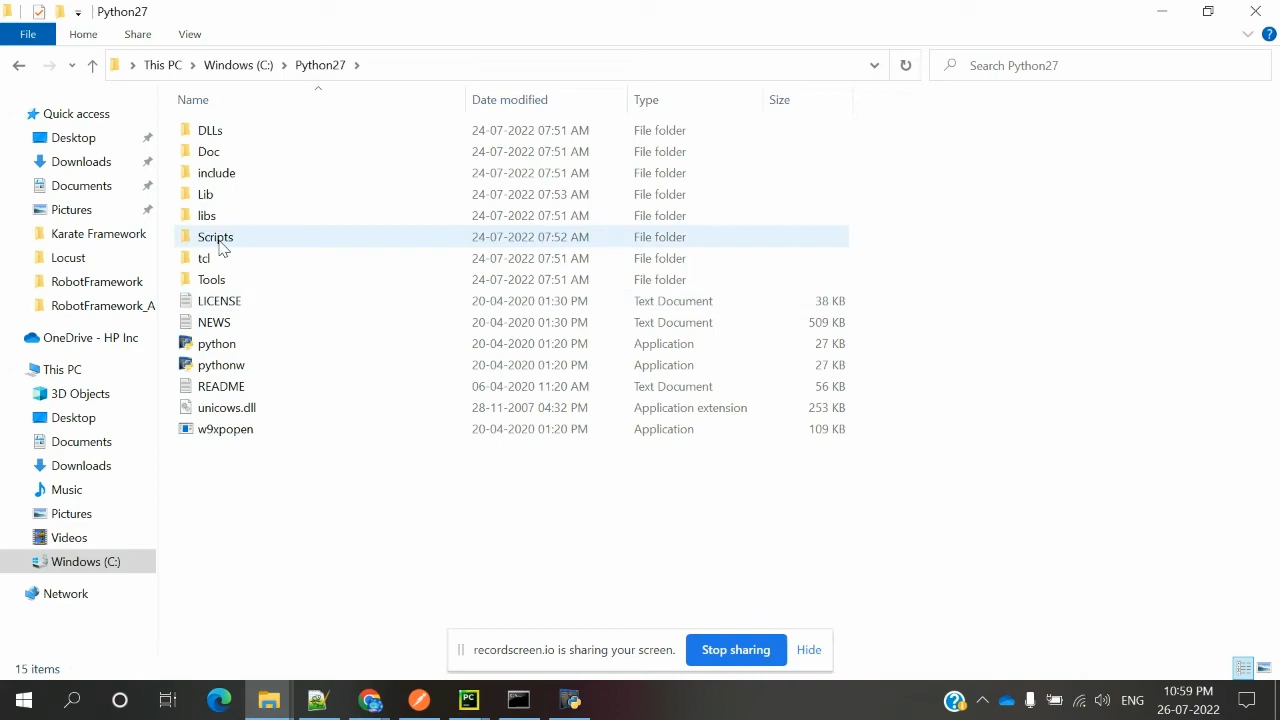 Python27
File Home Share View
This PC Windows (C:) Python27
Search Python27
Name Date modified Type Size
Quick access
Desktop
Downloads
Documents
Pictures
Karate Framework
Locust
RobotFramework
RobotFramework_A
OneDrive - HP Inc
This PC
3D Objects
Desktop
Documents
Downloads
Music
Pictures
Videos
Windows (C:)
Network
DLLs 24-07-2022 07:51 AM File folder
Doc 24-07-2022 07:51 AM File folder
include 24-07-2022 07:51 AM File folder
Lib 24-07-2022 07:53 AM File folder
libs 24-07-2022 07:51 AM File folder
Scripts 24-07-2022 07:52 AM File folder
tcl 24-07-2022 07:51 AM File folder
Tools 24-07-2022 07:51 AM File folder
LICENSE 20-04-2020 01:30 PM Text Document 38 KB
NEWS 20-04-2020 01:30 PM Text Document 509 KB
python 20-04-2020 01:20 PM Application 27 KB
pythonw 20-04-2020 01:20 PM Application 27 KB
README 06-04-2020 11:20 AM Text Document 56 KB
unicows.dll 28-11-2007 04:32 PM Application extension 253 KB
w9xpopen 20-04-2020 01:20 PM Application 109 KB
recordscreen.io is sharing your screen. Stop sharing Hide
15 items
ENG
10:59 PM
26-07-2022